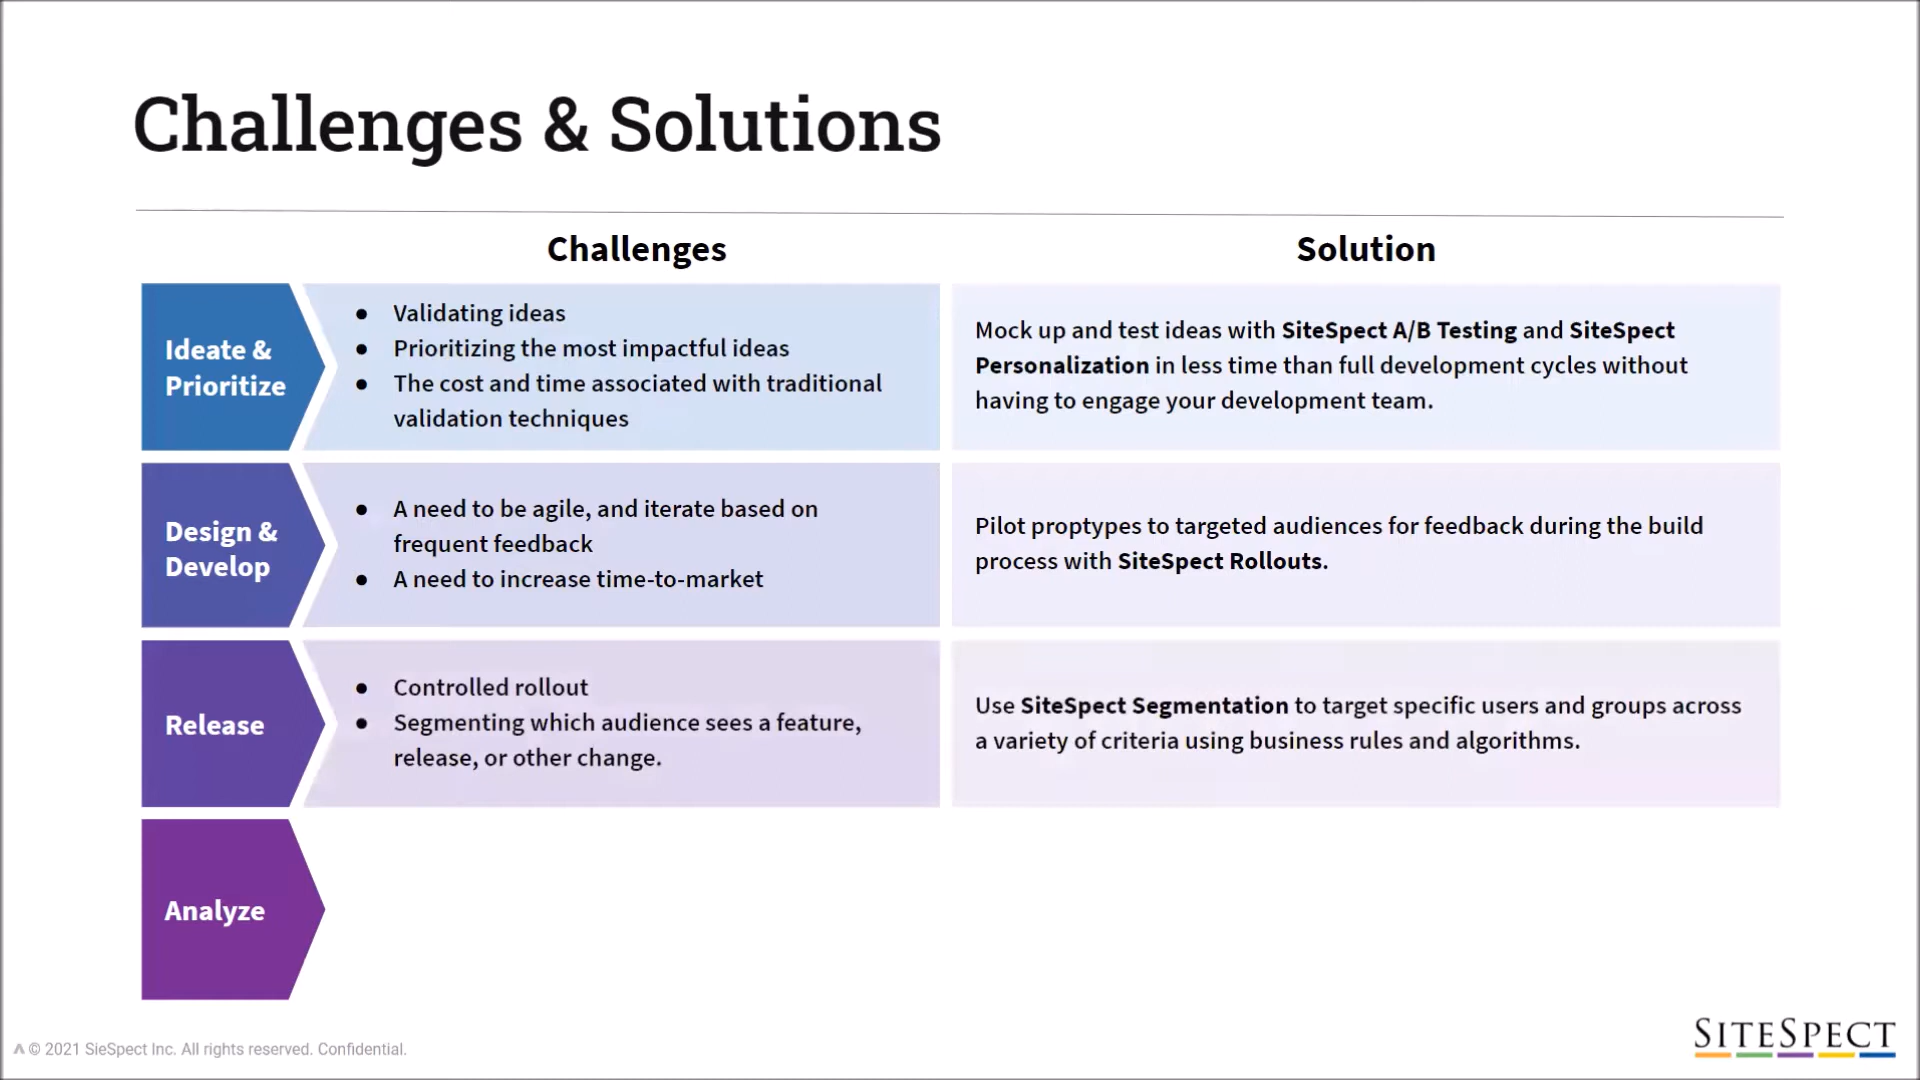 Challenges & Solutions
Challenges
Solution
Ideate &
Prioritize
● Validating ideas
● Prioritizing the most impactful ideas
● The cost and time associated with traditional
validation techniques
Mock up and test ideas with SiteSpect A/B Testing and SiteSpect
Personalization in less time than full development cycles without
having to engage your development team.
Design &
Develop
● A need to be agile, and iterate based on
frequent feedback
● A need to increase time-to-market
Pilot proptypes to targeted audiences for feedback during the build
process with SiteSpect Rollouts.
Release
● Controlled rollout
● Segmenting which audience sees a feature,
release, or other change.
Use SiteSpect Segmentation to target specific users and groups across
a variety of criteria using business rules and algorithms.
Analyze
© 2021 SieSpect Inc. All rights reserved. Confidential.
SITESPECT